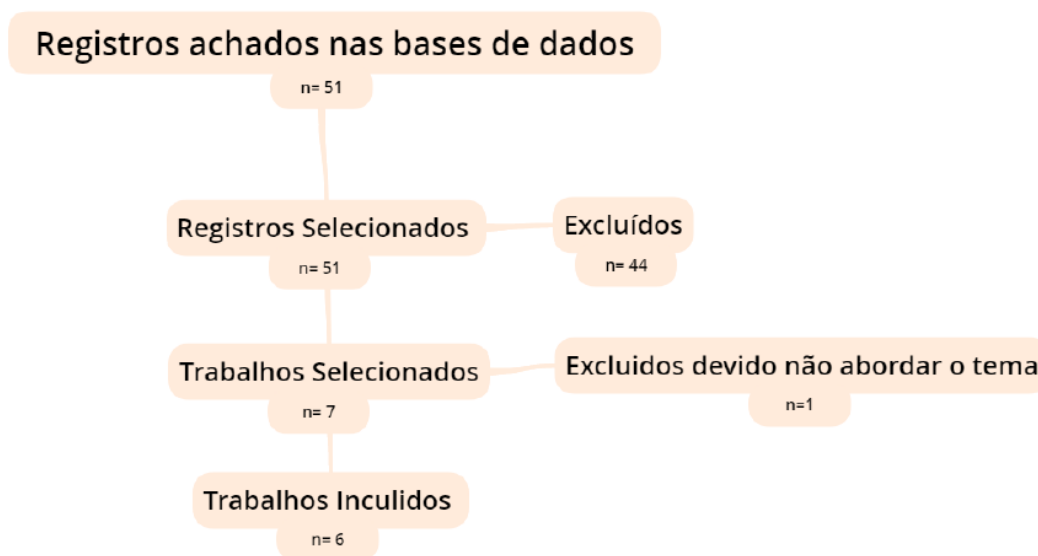 Registros achados nas bases de dados
n= 51
Registros Selecionados
n= 51
Excluídos
n= 44
Trabalhos Selecionados
n= 7
Excluidos devido não abordar o tema
n=1
Trabalhos Inculidos
n= 6